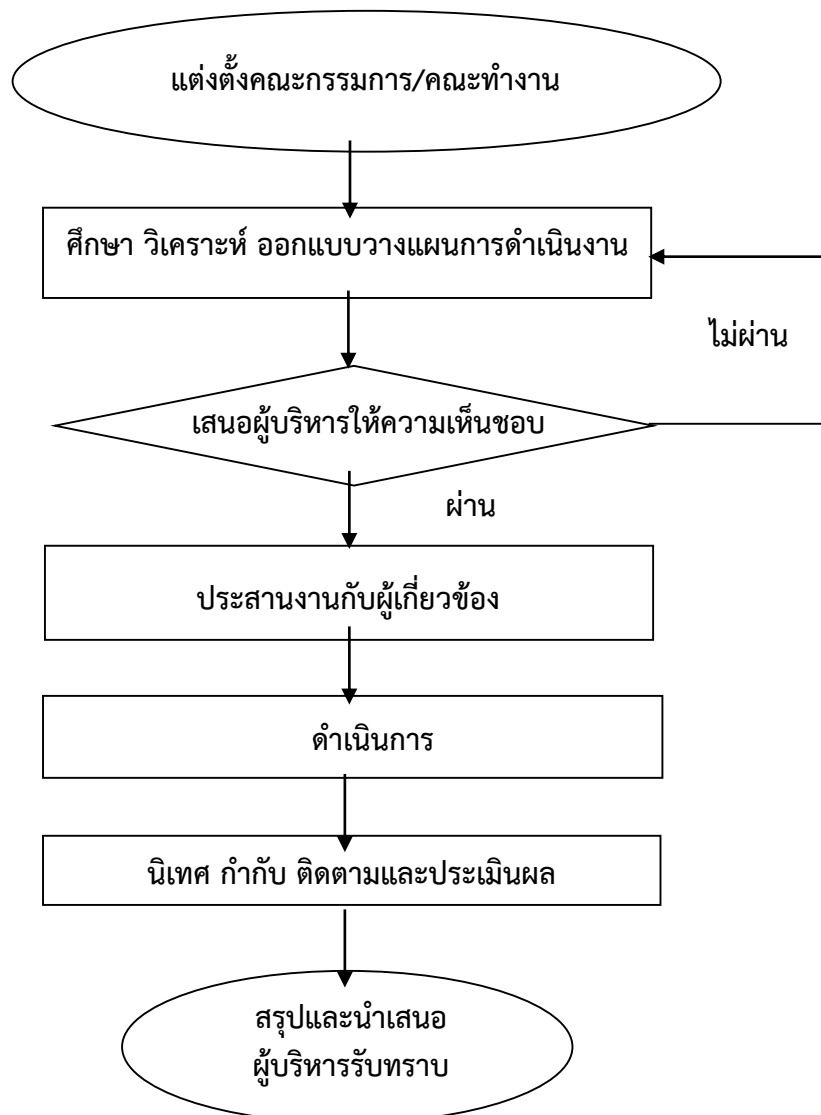 แต่งตั้งคณะกรรมการ/คณะทำงาน
ศึกษา วิเคราะห์ ออกแบบวางแผนการดำเนินงาน
ไม่ผ่าน
เสนอผู้บริหารให้ความเห็นชอบ
ผ่าน
ประสานงานกับผู้เกี่ยวข้อง
ดำเนินการ
นิเทศ กำกับ ติดตามและประเมินผล
สรุปและนำเสนอ
ผู้บริหารรับทราบ